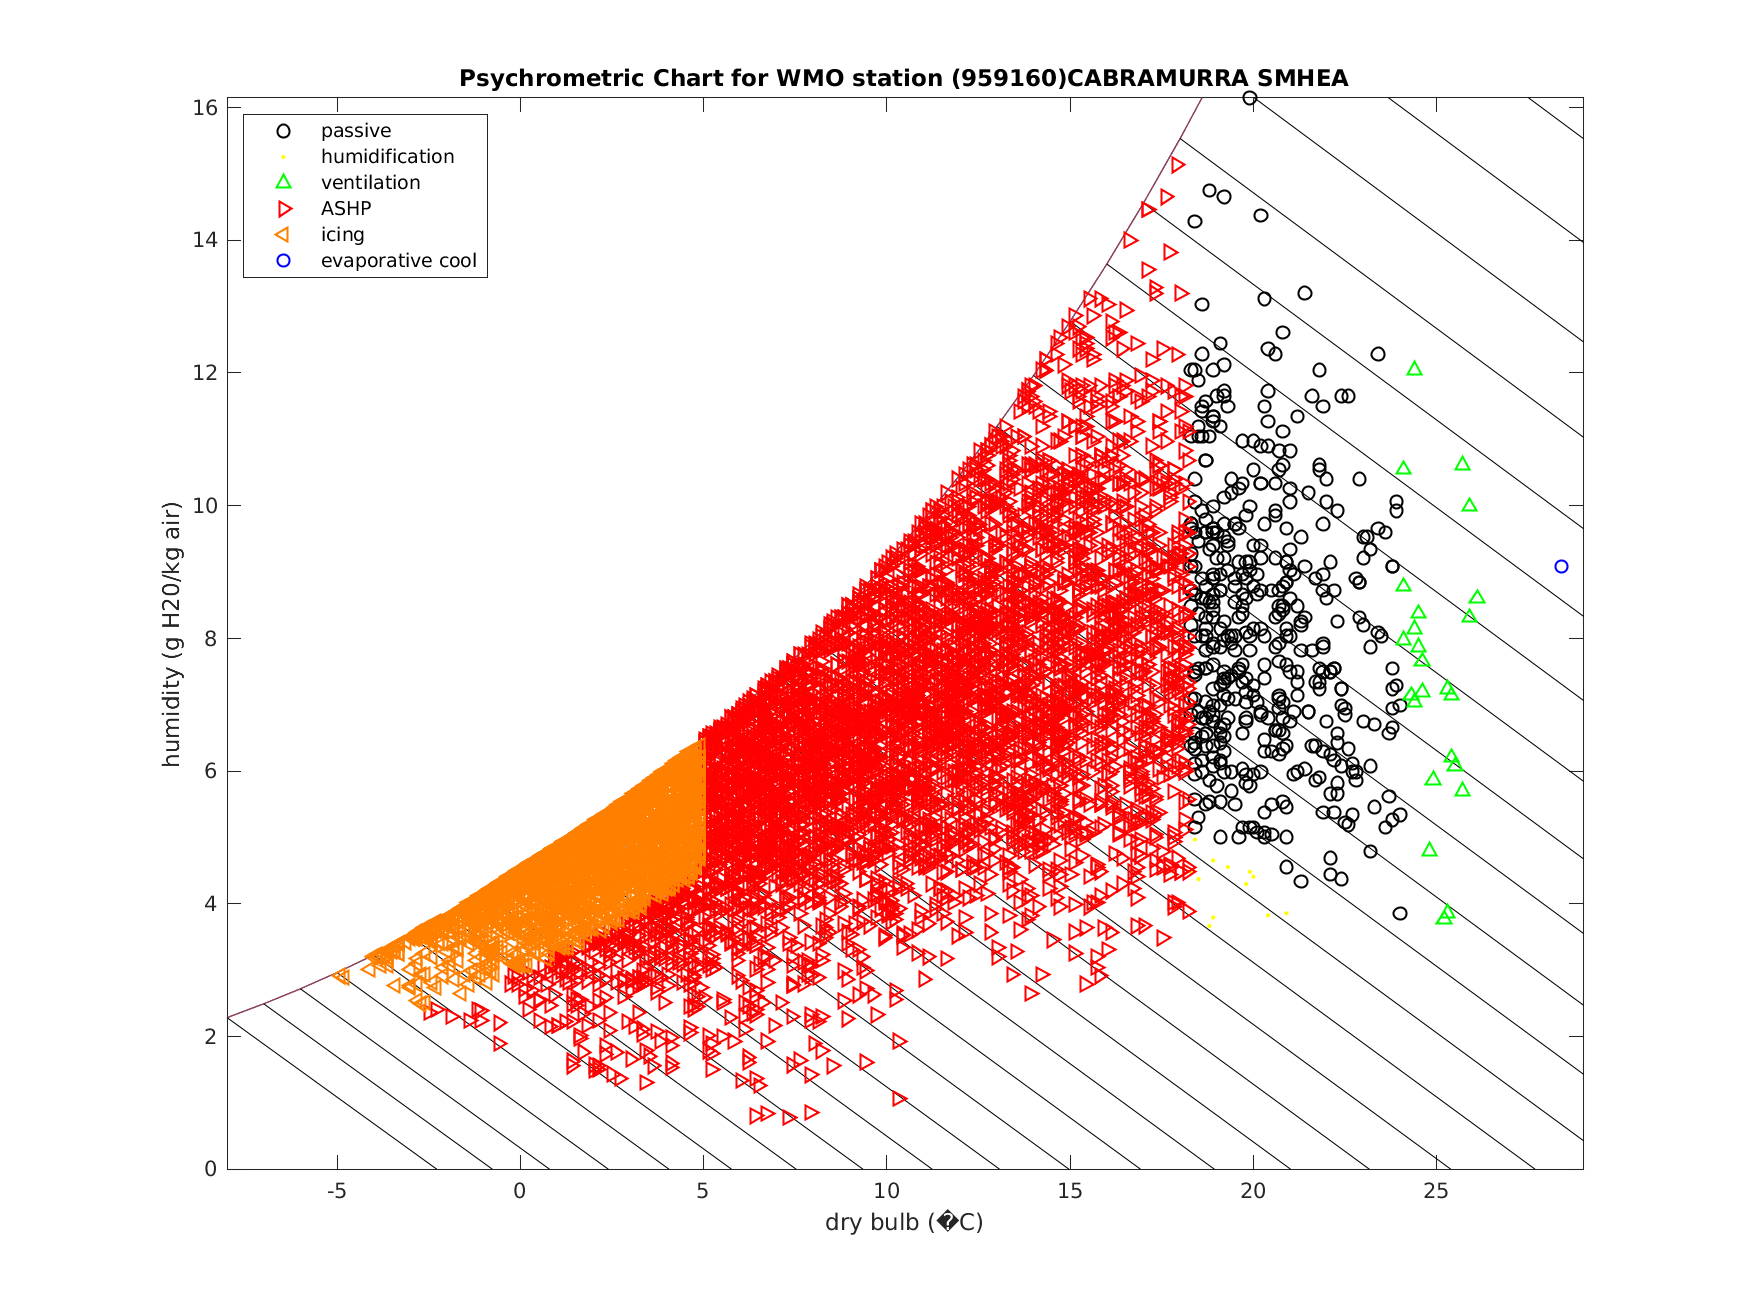 Psychrometric Chart for WMO station (959160)CABRAMURRA SMHEA
passive
humidification
ventilation
ASHP
icing
evaporative cool
humidity (g H20/kg air)
16
14
12
10
8
6
4
2
0
-5 0 5 10 15 20 25
dry bulb (�C)